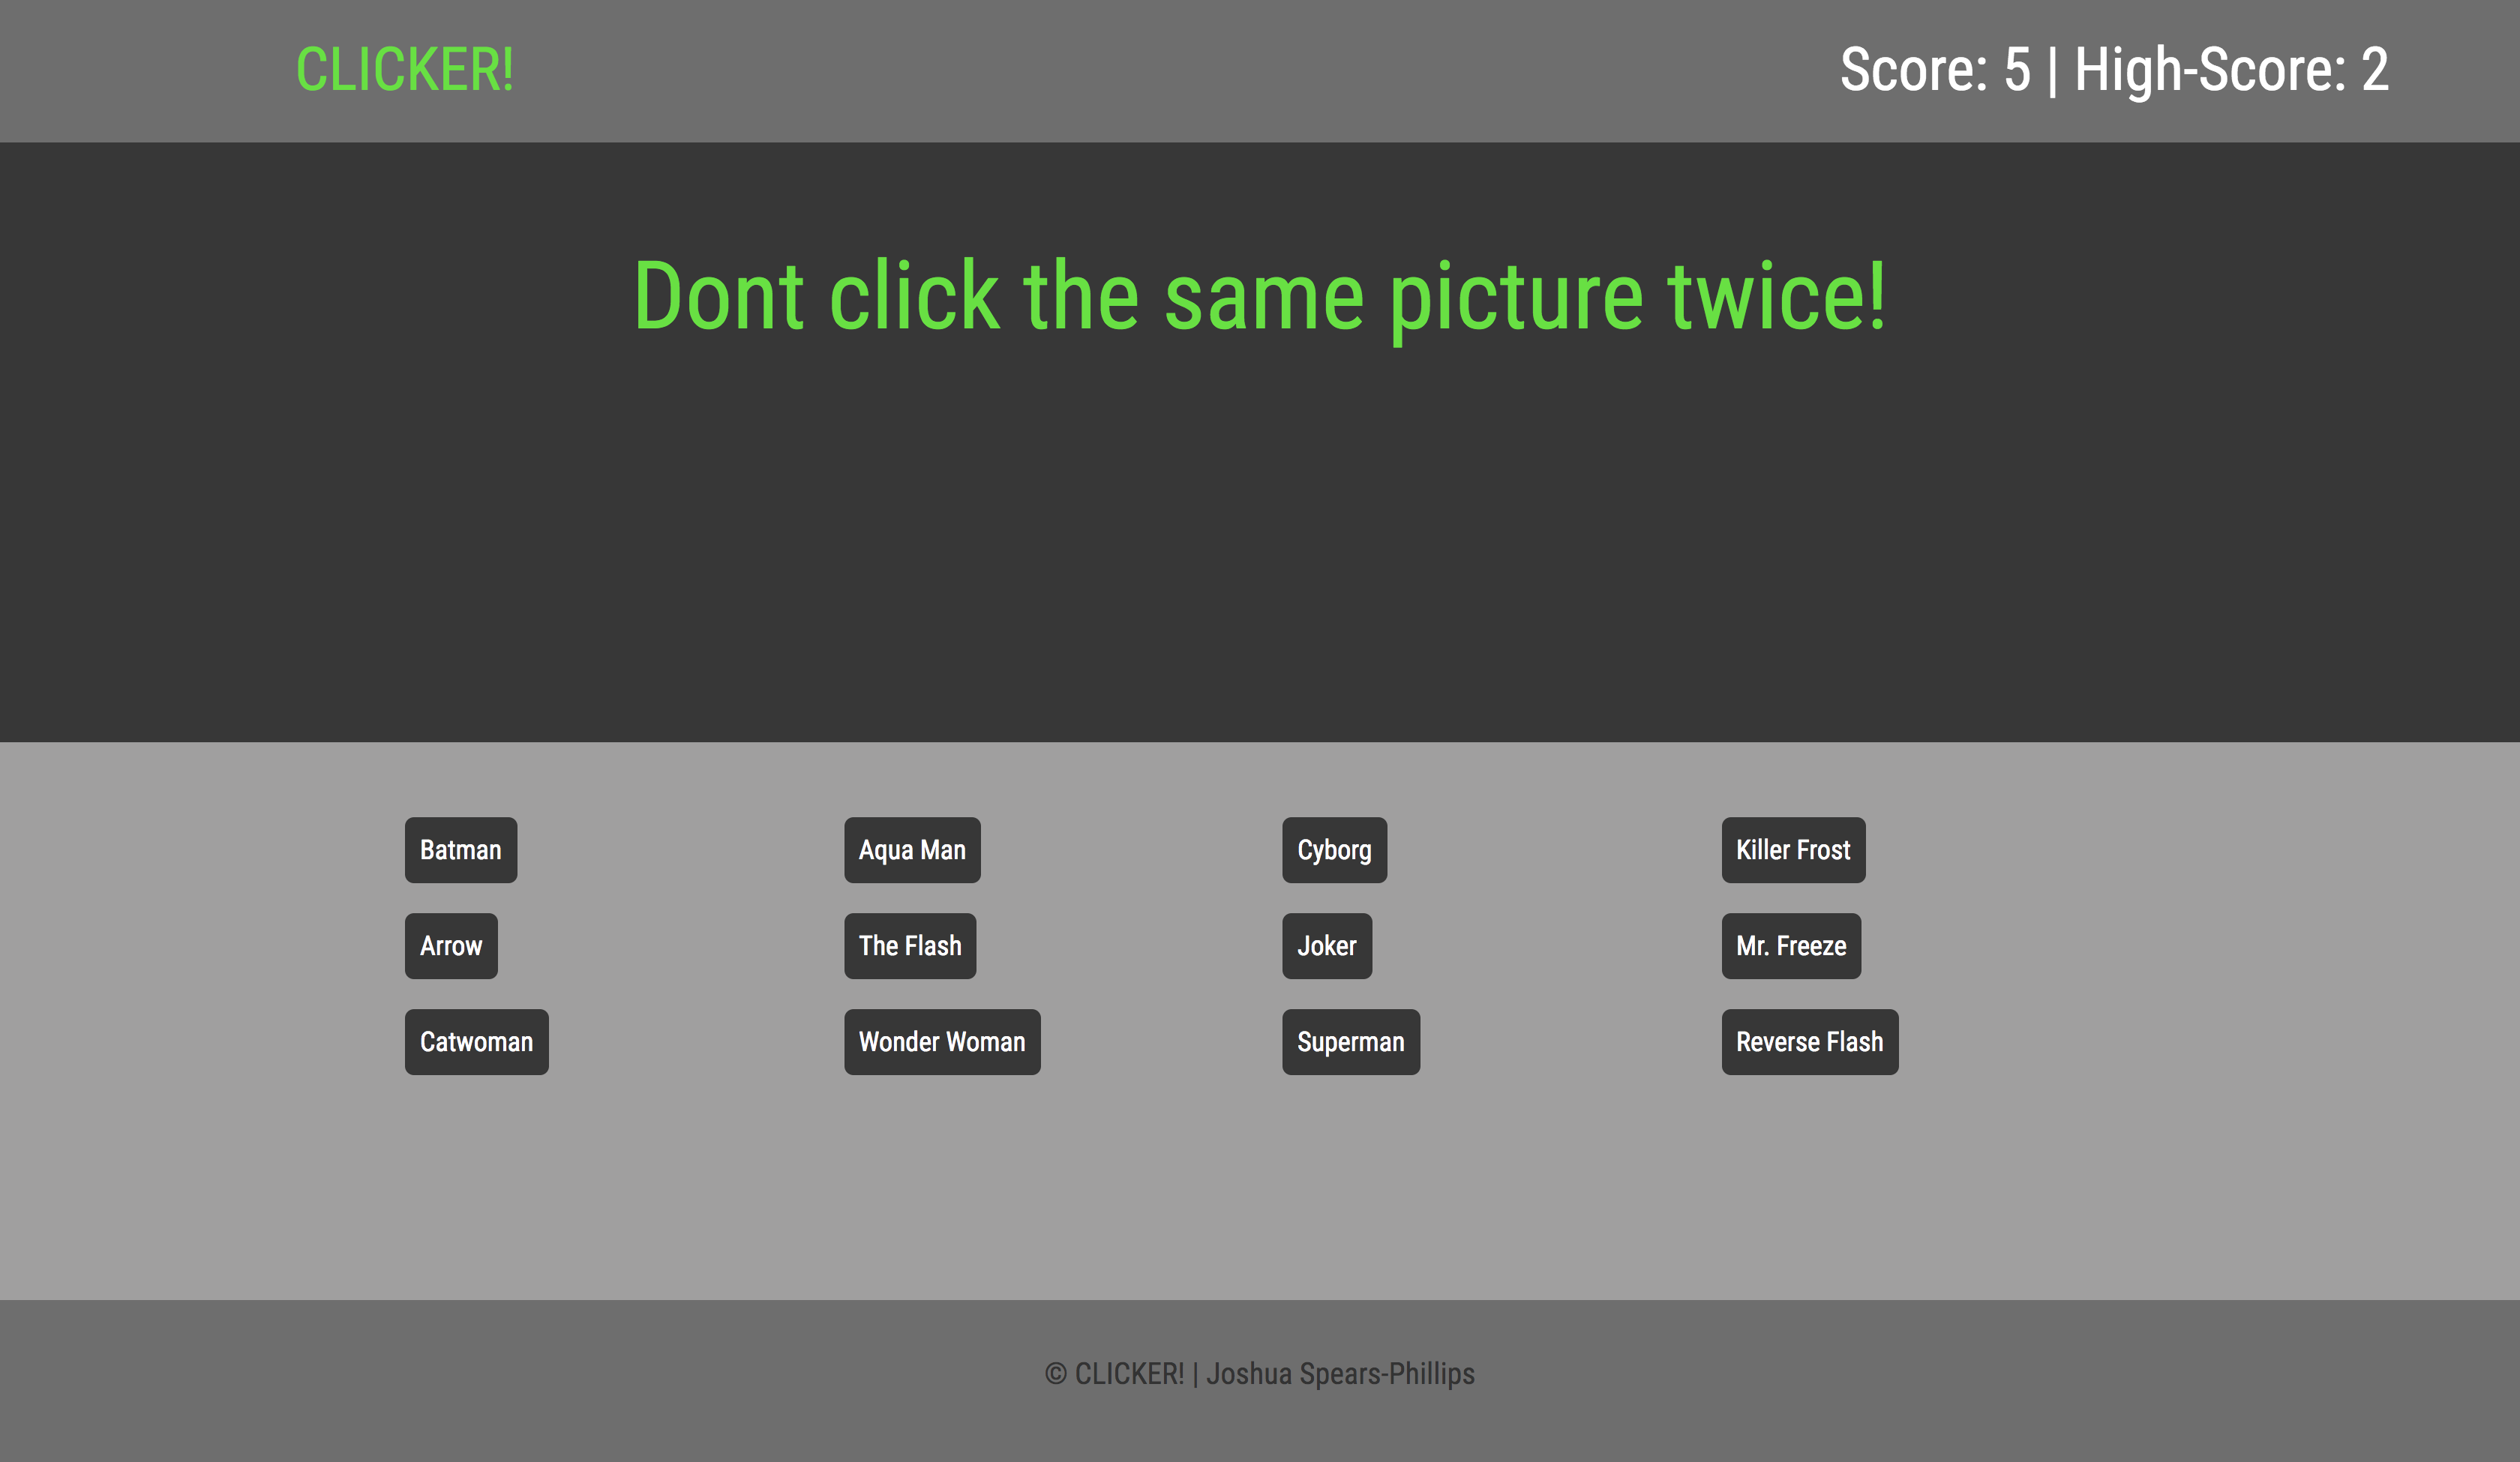 CLICKER!
Score: 5 | High-Score: 2
Dont click the same picture twice!
Batman
Aqua Man
Cyborg
Killer Frost
Arrow
The Flash
Joker
Mr. Freeze
Catwoman
Wonder Woman
Superman
Reverse Flash
© CLICKER! | Joshua Spears-Phillips